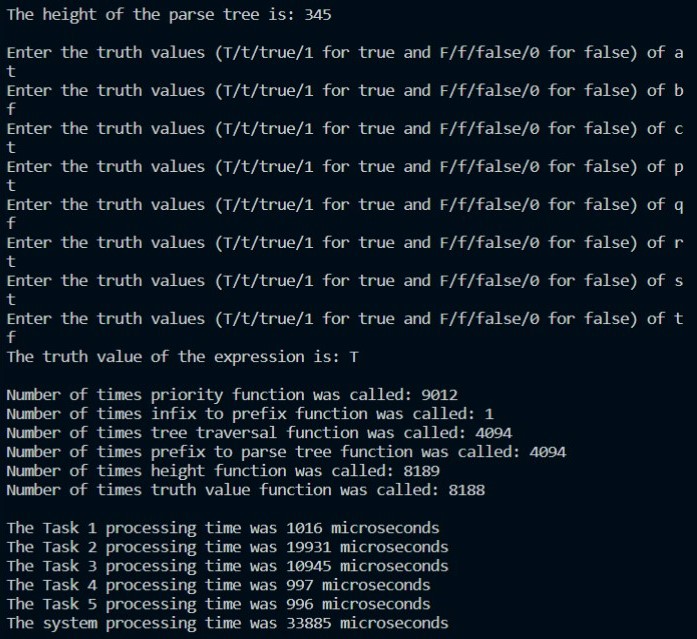 The height of the parse tree is: 345
Enter the truth values (T/t/true/1 for true and F/f/false/0 for false) of a
t
Enter the truth values (T/t/true/1 for true and F/f/false/0 for false) of b
f
Enter the truth values (T/t/true/1 for true and F/f/false/0 for false) of c
t
Enter the truth values (T/t/true/1 for true and F/f/false/0 for false) of p
t
Enter the truth values (T/t/true/1 for true and F/f/false/0 for false) of q
f
Enter the truth values (T/t/true/1 for true and F/f/false/0 for false) of r
t
Enter the truth values (T/t/true/1 for true and F/f/false/0 for false) of s
t
Enter the truth values (T/t/true/1 for true and F/f/false/0 for false) of t
f
The truth value of the expression is: T
Number of times priority function was called: 9012
Number of times infix to prefix function was called: 1
Number of times tree traversal function was called: 4094
Number of times prefix to parse tree function was called: 4094
Number of times height function was called: 8189
Number of times truth value function was called: 8188
The Task 1 processing time was 1016 microseconds
The Task 2 processing time was 19931 microseconds
The Task 3 processing time was 10945 microseconds
The Task 4 processing time was 997 microseconds
The Task 5 processing time was 996 microseconds
The system processing time was 33885 microseconds